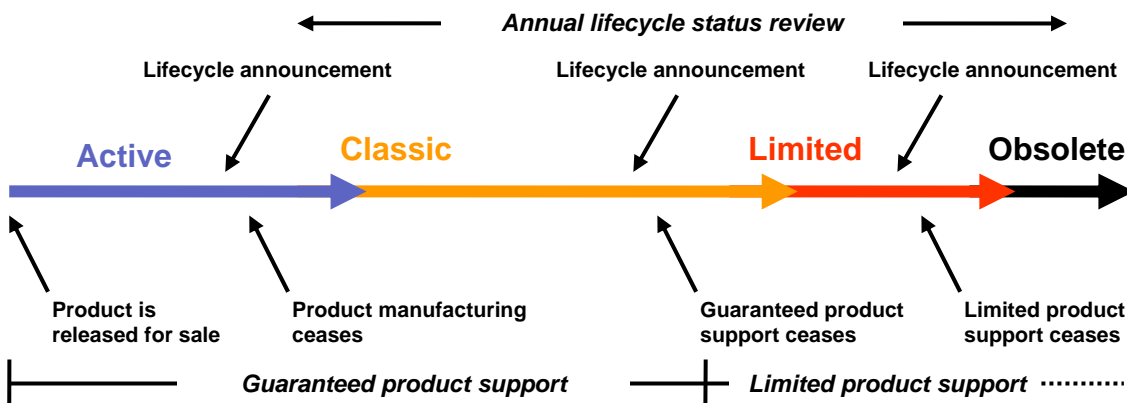 Annual lifecycle status review
Lifecycle announcement
Lifecycle announcement
Lifecycle announcement
Active
Classic
Limited
Obsolete
Product is
released for sale
Product manufacturing
ceases
Guaranteed product
support ceases
Limited product
support ceases
Guaranteed product support
Limited product support